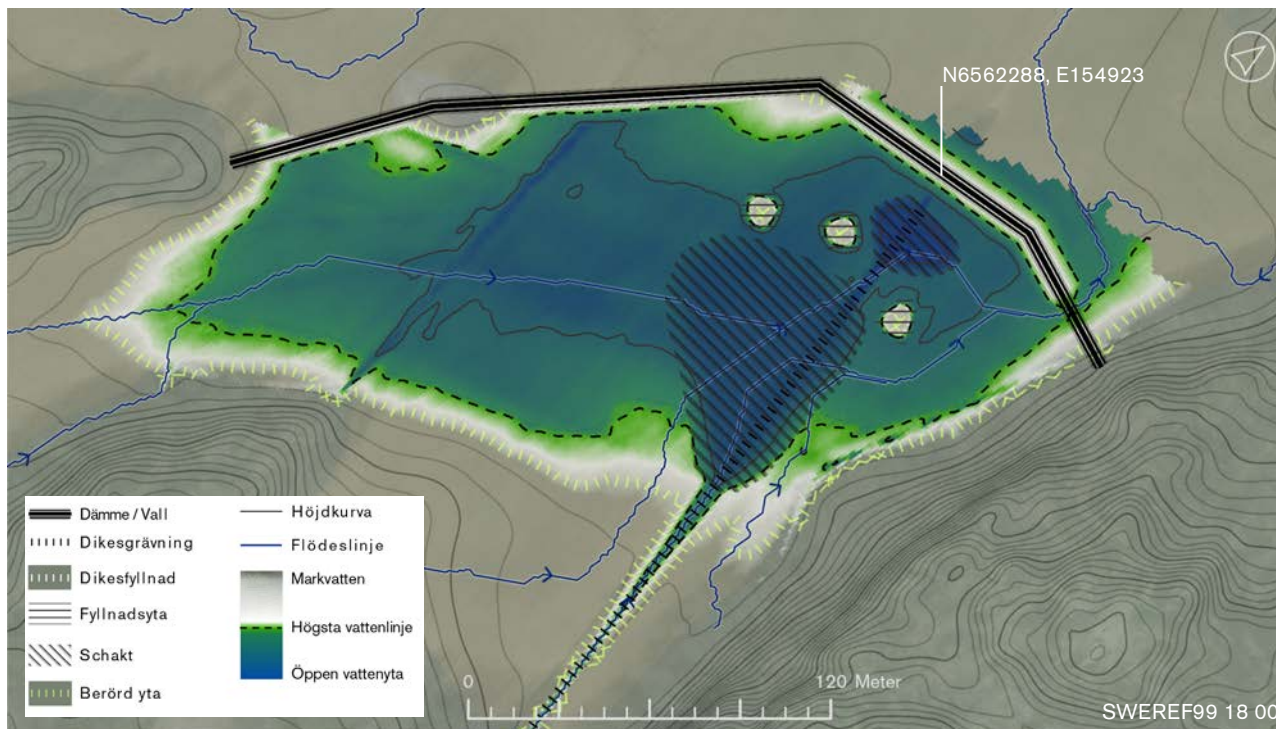 N6562288, E154923
Dämme / Vall
Dikesgrävning
Dikesfyllnad
Fyllnadsyta
Schakt
Berörd yta
Höjdkurva
Flödeslinje
Markvatten
Högsta vattenlinje
Öppen vattenyta
0 120 Meter
SWEREF99 18 00